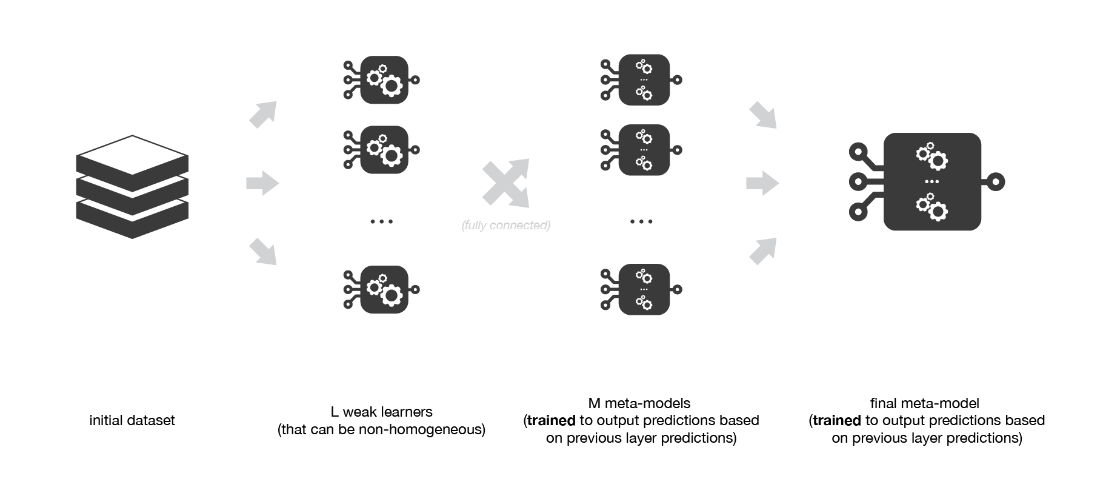 (fully connected)
initial dataset
L weak learners
(that can be non-homogeneous)
M meta-models
(trained to output predictions based
on previous layer predictions)
final meta-model
(trained to output predictions based
on previous layer predictions)